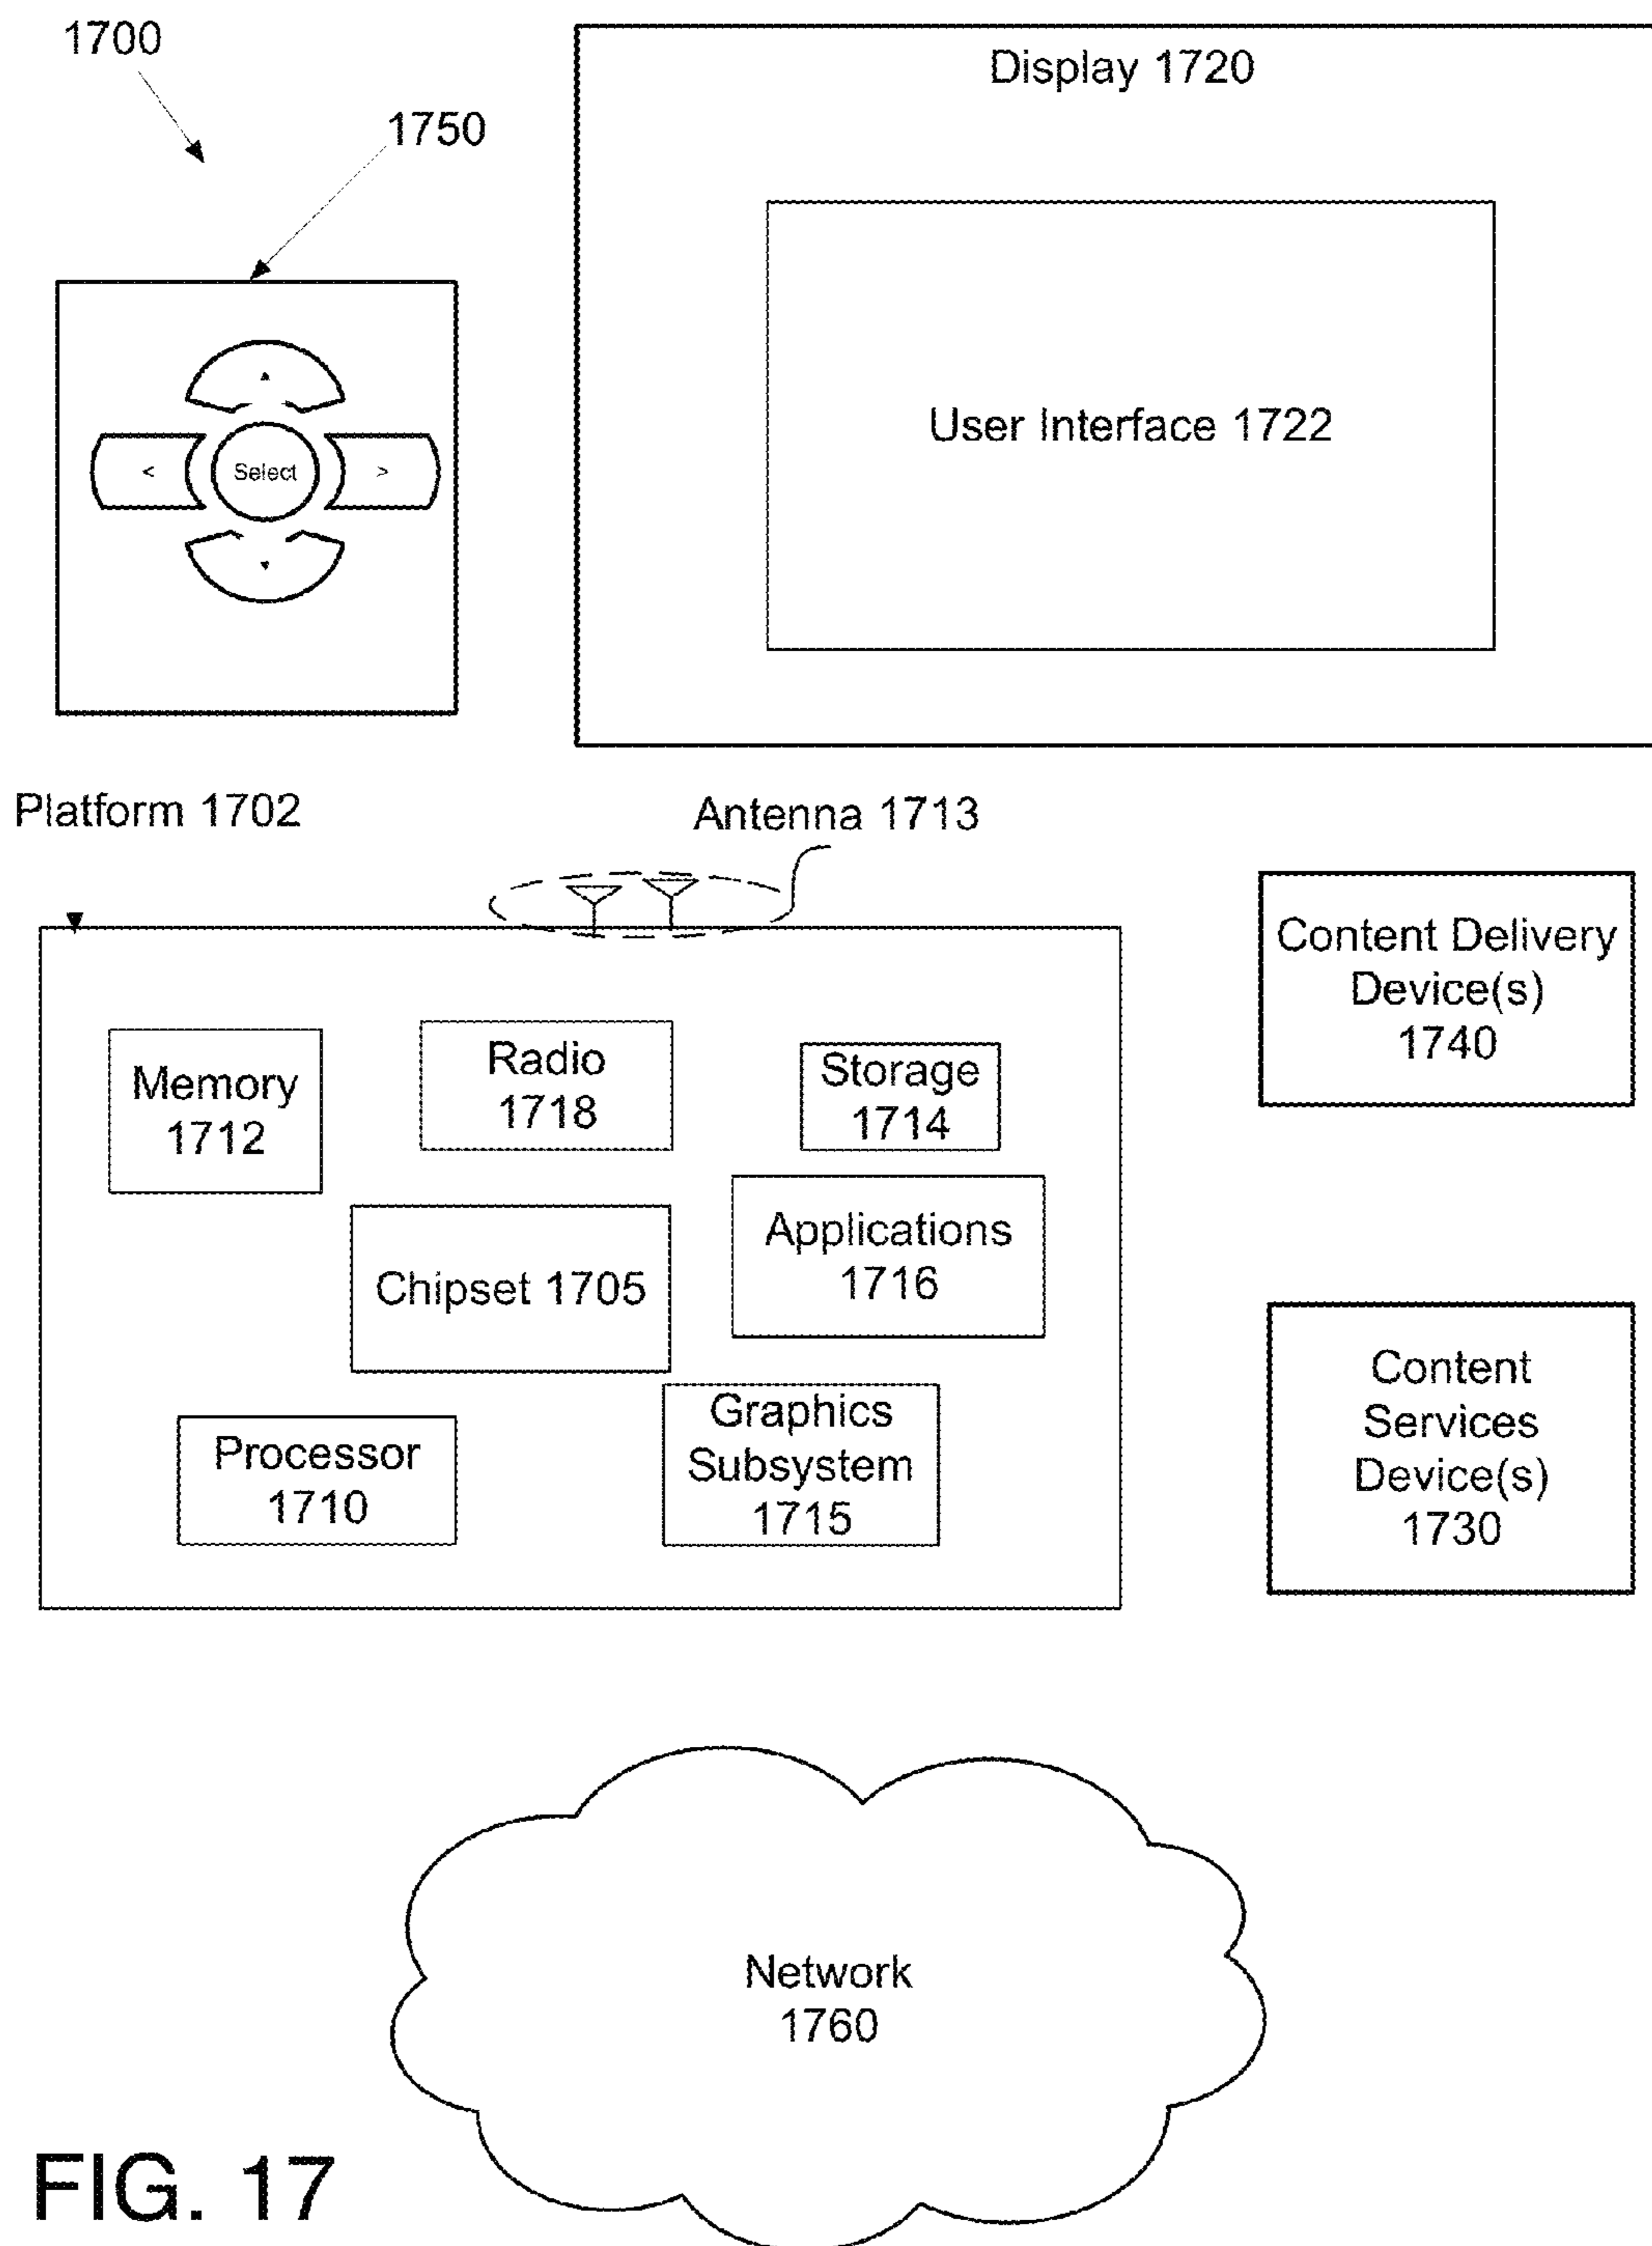 1700
1750
Display 1720
User Interface 1722
<
Select
>
Platform 1702
Antenna 1713
Memory
1712
Radio
1718
Storage
1714
Chipset 1705
Applications
1716
Processor
1710
Graphics
Subsystem
1715
Content Delivery
Device(s)
1740
Content
Services
Device(s)
1730
Network
1760
FIG. 17